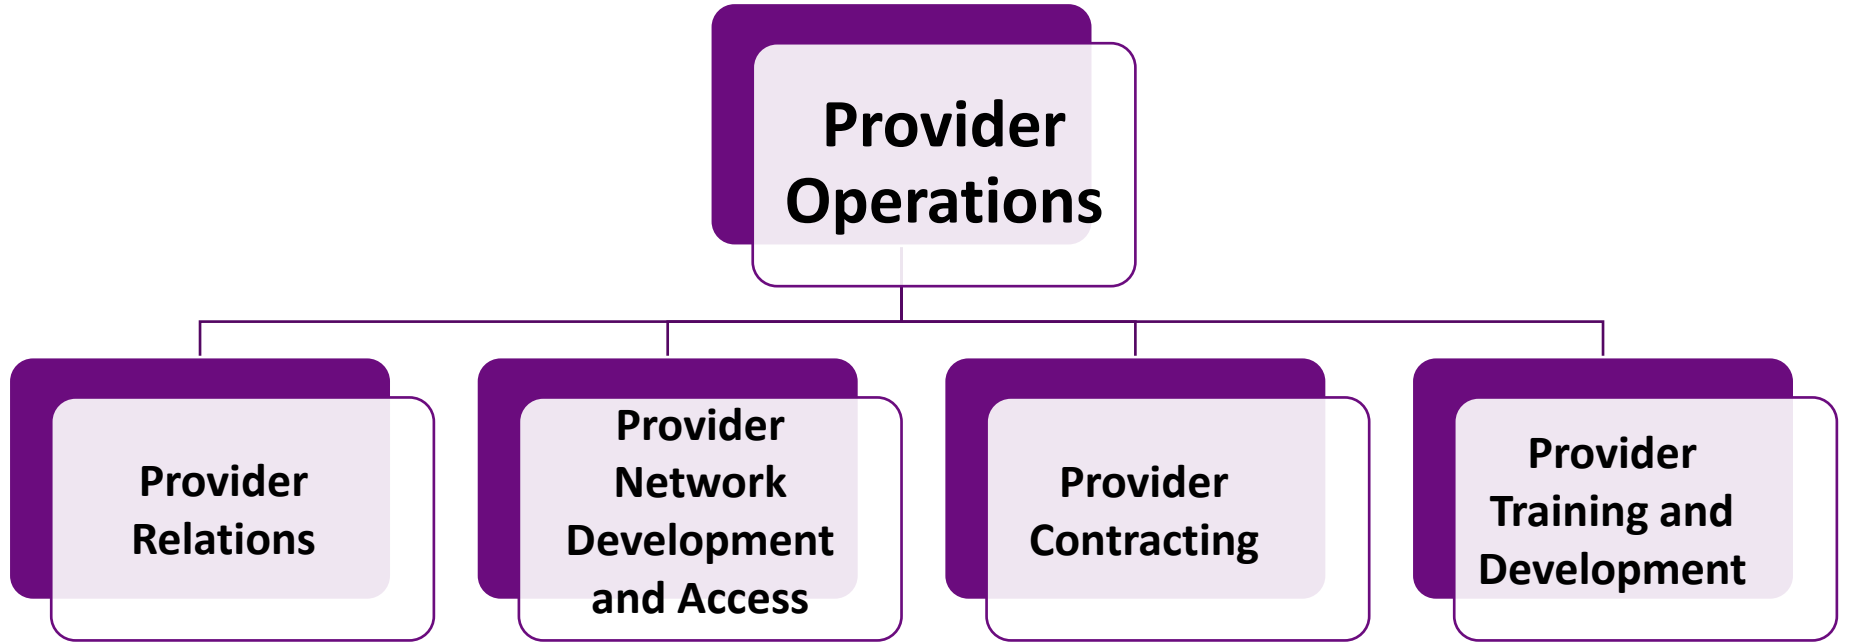 Provider
Operations
Provider
Relations
Provider
Network
Development
and Access
Provider
Contracting
Provider
Training and
Development